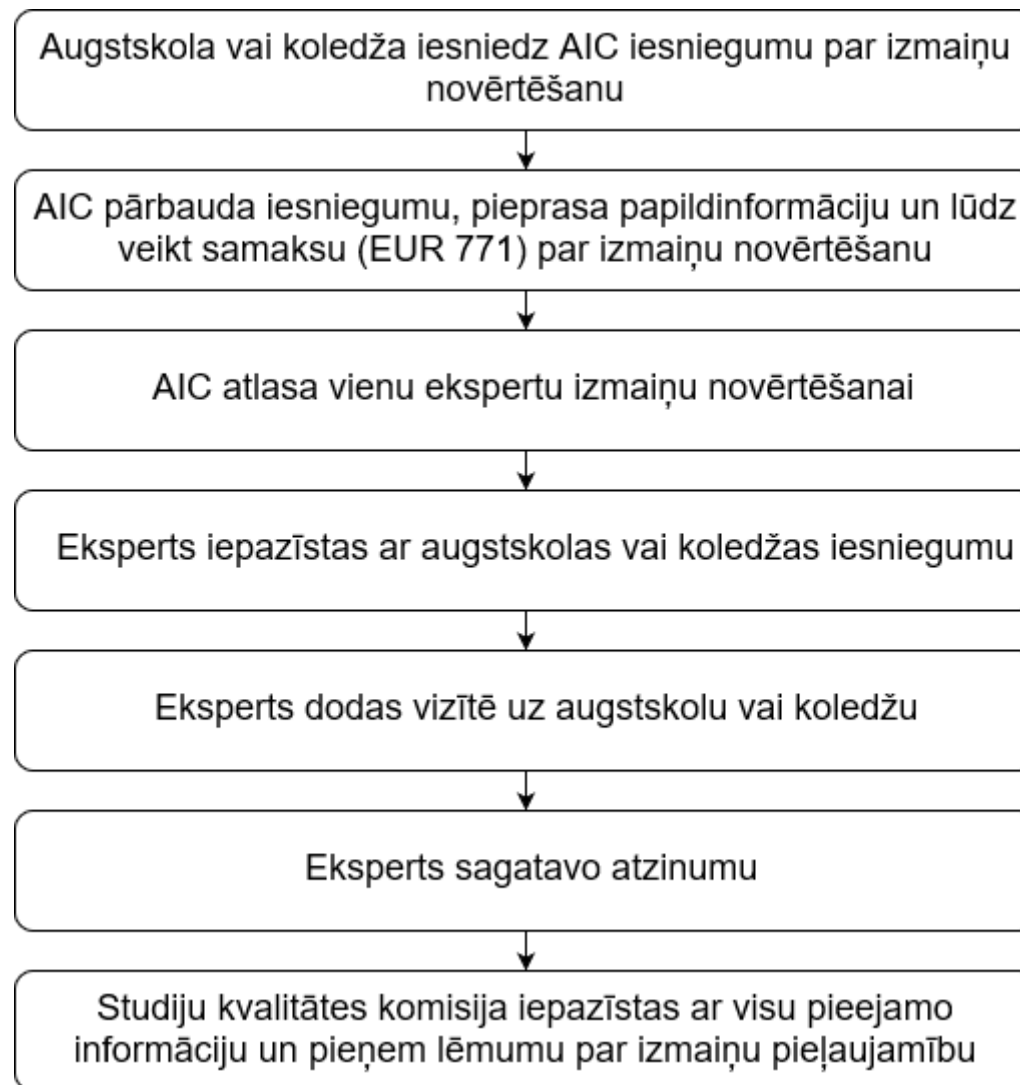 Augstskola vai koledža iesniedz AIC iesniegumu par izmaiņu
novērtēšanu
AIC pārbauda iesniegumu, pieprasa papildinformāciju un lūdz
veikt samaksu (EUR 771) par izmaiņu novērtēšanu
AIC atlasa vienu ekspertu izmaiņu novērtēšanai
Eksperts iepazīstas ar augstskolas vai koledžas iesniegumu
Eksperts dodas vizītē uz augstskolu vai koledžu
Eksperts sagatavo atzinumu
Studiju kvalitātes komisija iepazīstas ar visu pieejamo
informāciju un pieņem lēmumu par izmaiņu pieļaujamību